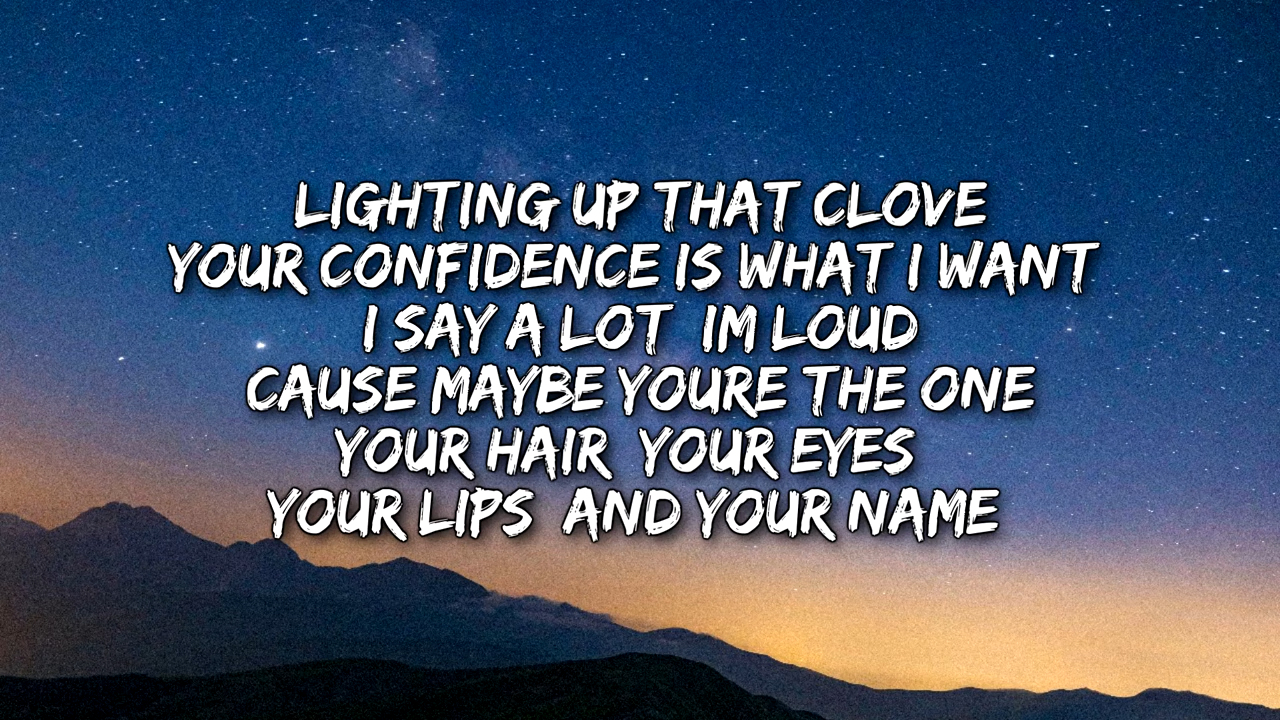 LIGHTING UP THAT CLOVE
YOUR CONFIDENCE IS WHAT I WANT
I SAY A LOT IM LOUD
CAUSE MAYBE YOURE THE ONE
YOUR HAIR YOUR EYES
YOUR LIPS AND YOUR NAME